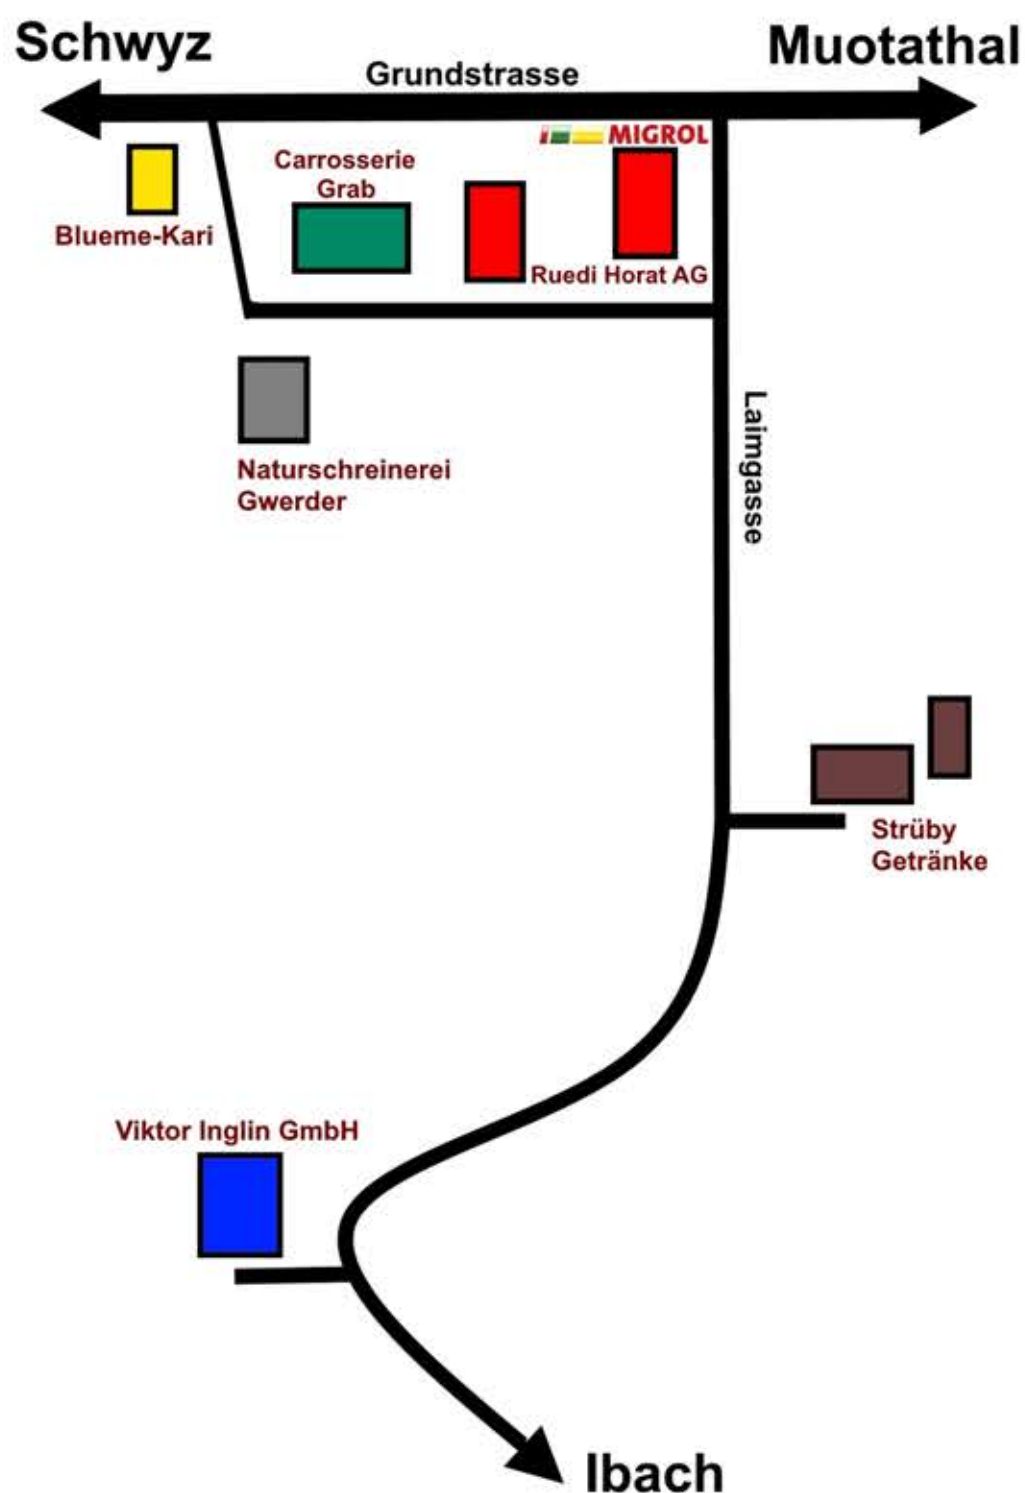 Schwyz
Muotathal
Grundstrasse
MIGROL
Carrosserie
Grab
Blueme-Kari
Ruedi Horat AG
Laimgasse
Naturschreinerei
Gwerder
Strüby
Getränke
Viktor Inglin GmbH
Ibach